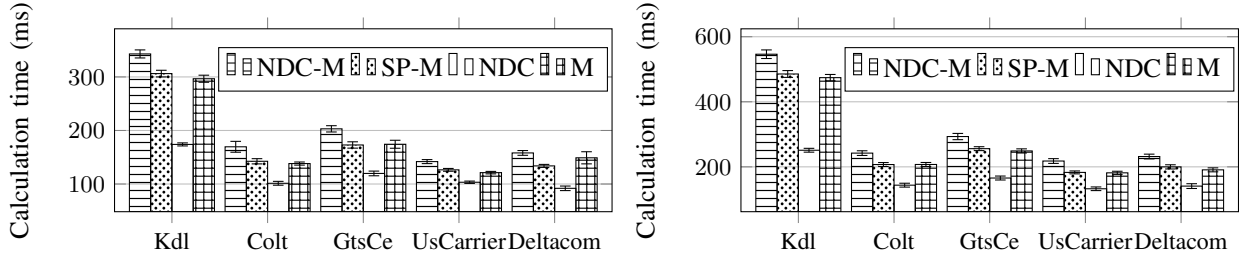 Calculation time (ms)
300
200
100
NDC-M SP-M NDC M
Kdl Colt GtsCe UsCarrier Deltacom
Calculation time (ms)
600
400
200
NDC-M SP-M NDC M
Kdl Colt GtsCe UsCarrier Deltacom